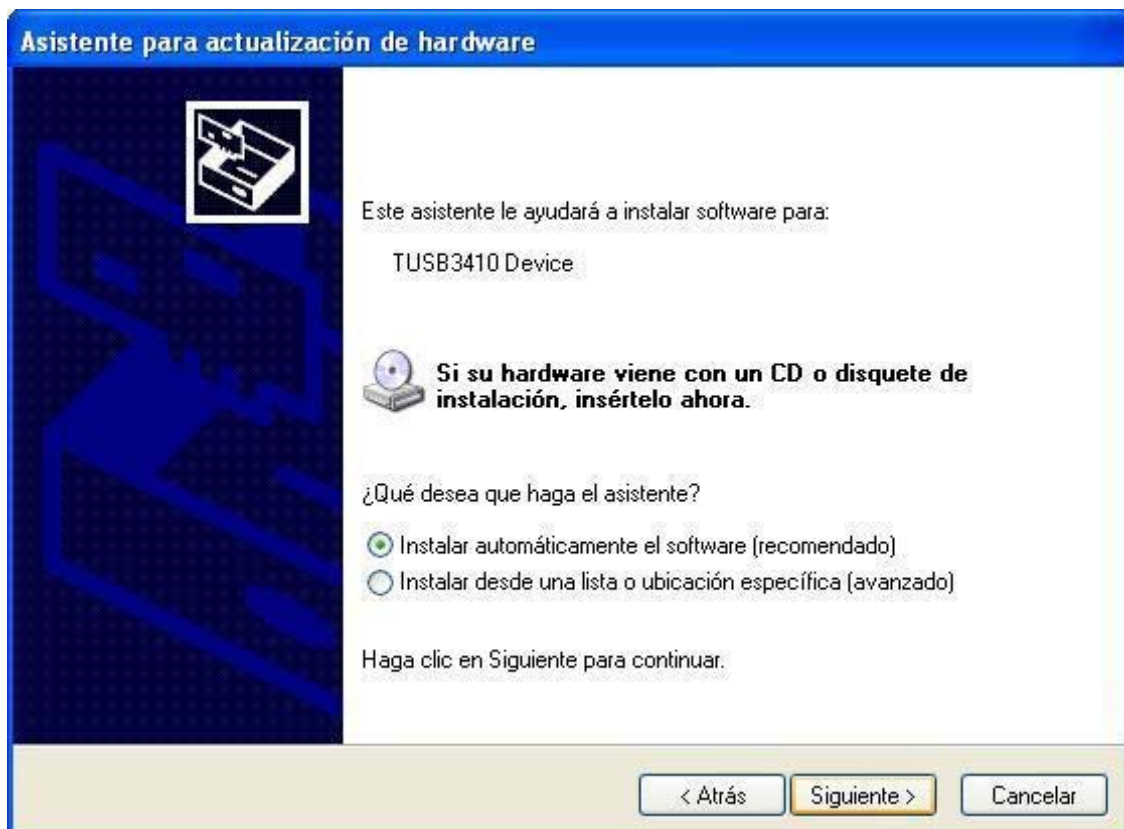 Asistente para actualización de hardware
Este asistente le ayudará a instalar software para:
TUSB3410 Device
Si su hardware viene con un CD o disquete de
instalación, insértelo ahora.
¿Qué desea que haga el asistente?
Instalar automáticamente el software (recomendado)
Instalar desde una lista o ubicación específica (avanzado)
Haga clic en Siguiente para continuar.
< Atrás
Siguiente >
Cancelar